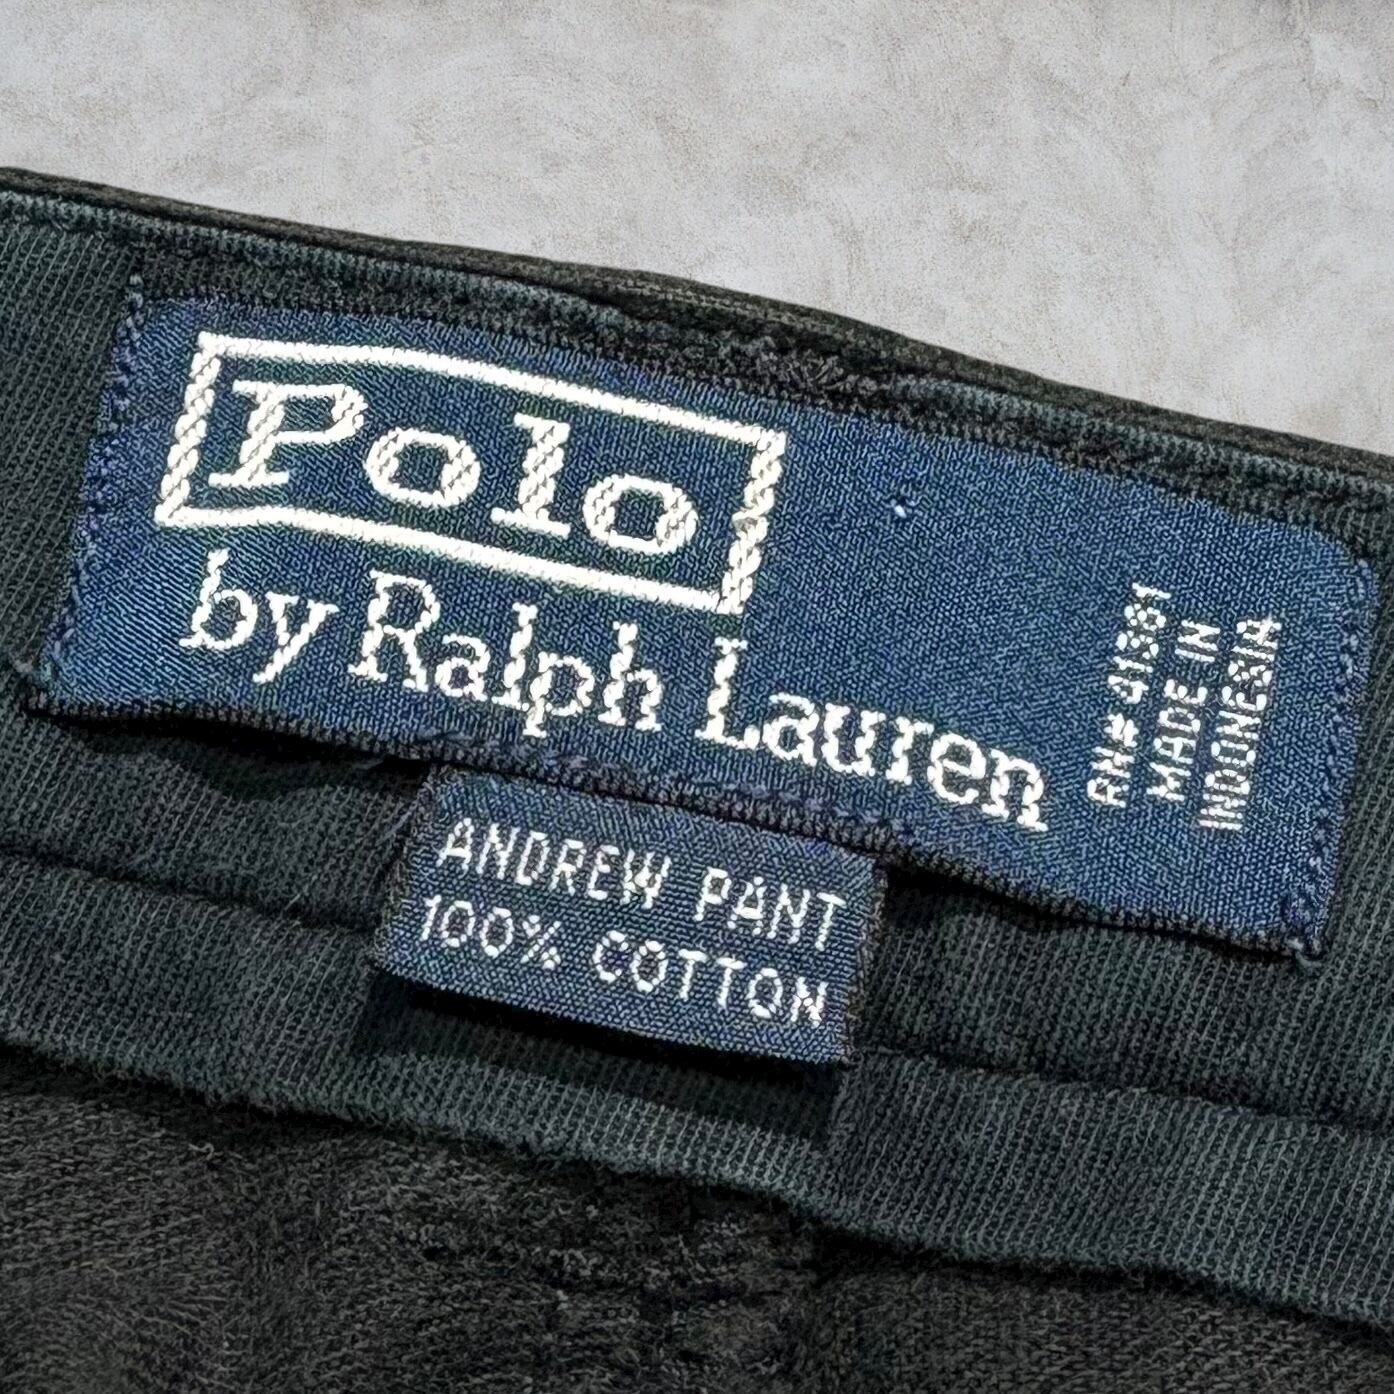 Polo
by Ralph Lauren
RN# 41381
MADE IN
INDONESIA
ANDREW PANT
100% COTTON